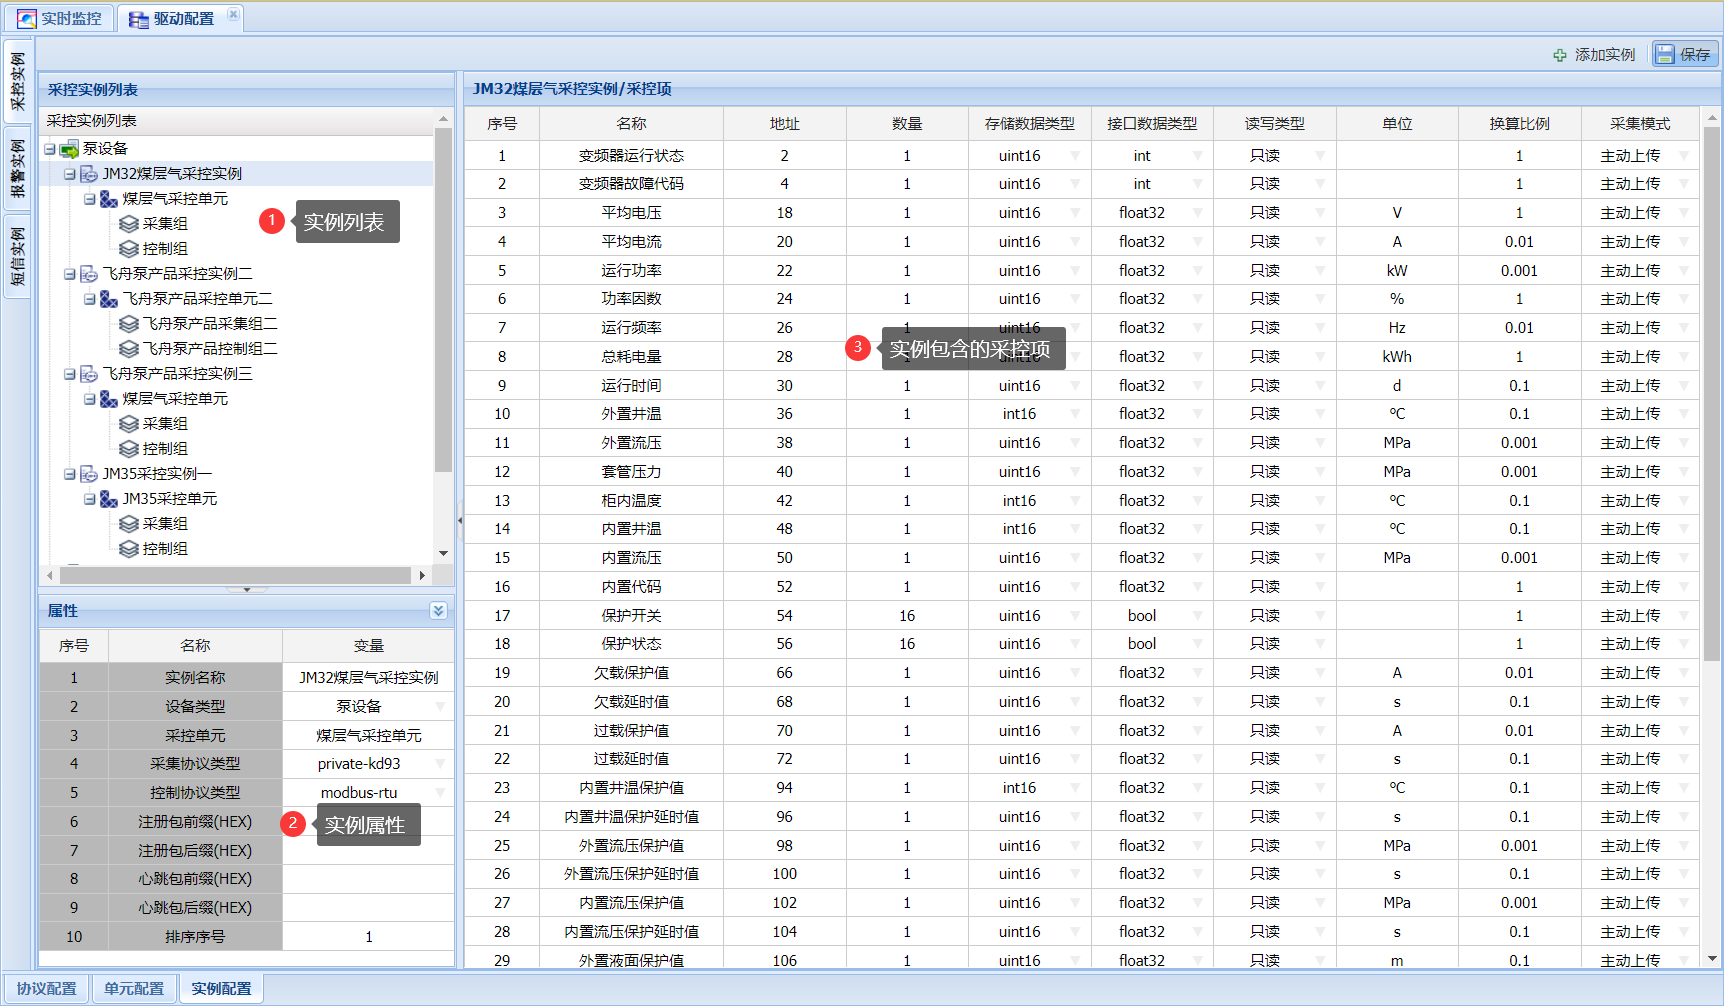 实时监控 驱动配置
添加实例 保存
采控实例
报警实例
短信实例
采控实例列表
采控实例列表
泵设备
JM32煤层气采控实例
煤层气采控单元
采集组
控制组
飞舟泵产品采控实例二
飞舟泵产品采控单元二
飞舟泵产品采集组二
飞舟泵产品控制组二
飞舟泵产品采控实例三
煤层气采控单元
采集组
控制组
JM35采控实例一
JM35采控单元
采集组
控制组
1 实例列表
属性
序号 名称 变量
1 实例名称 JM32煤层气采控实例
2 设备类型 泵设备
3 采控单元 煤层气采控单元
4 采集协议类型 private-kd93
5 控制协议类型 modbus-rtu
6 注册包前缀(HEX)
7 注册包后缀(HEX)
8 心跳包前缀(HEX)
9 心跳包后缀(HEX)
10 排序序号 1
2 实例属性
JM32煤层气采控实例/采控项
序号 名称 地址 数量 存储数据类型 接口数据类型 读写类型 单位 换算比例 采集模式
1 变频器运行状态 2 1 uint16 int 只读 1 主动上传
2 变频器故障代码 4 1 uint16 int 只读 1 主动上传
3 平均电压 18 1 uint16 float32 只读 V 1 主动上传
4 平均电流 20 1 uint16 float32 只读 A 0.01 主动上传
5 运行功率 22 1 uint16 float32 只读 kW 0.001 主动上传
6 功率因数 24 1 uint16 float32 只读 % 1 主动上传
7 运行频率 26 1 uint16 float32 只读 Hz 0.01 主动上传
8 总耗电量 28 1 uint16 float32 只读 kWh 1 主动上传
3 实例包含的采控项
9 运行时间 30 1 uint16 float32 只读 d 0.1 主动上传
10 外置井温 36 1 int16 float32 只读 ℃ 0.1 主动上传
11 外置流压 38 1 uint16 float32 只读 MPa 0.001 主动上传
12 套管压力 40 1 uint16 float32 只读 MPa 0.001 主动上传
13 柜内温度 42 1 int16 float32 只读 ℃ 0.1 主动上传
14 内置井温 48 1 int16 float32 只读 ℃ 0.1 主动上传
15 内置流压 50 1 uint16 float32 只读 MPa 0.001 主动上传
16 内置代码 52 1 uint16 float32 只读 1 主动上传
17 保护开关 54 16 uint16 bool 只读 1 主动上传
18 保护状态 56 16 uint16 bool 只读 1 主动上传
19 欠载保护值 66 1 uint16 float32 只读 A 0.01 主动上传
20 欠载延时值 68 1 uint16 float32 只读 s 0.1 主动上传
21 过载保护值 70 1 uint16 float32 只读 A 0.01 主动上传
22 过载延时值 72 1 uint16 float32 只读 s 0.1 主动上传
23 内置井温保护值 94 1 int16 float32 只读 ℃ 0.1 主动上传
24 内置井温保护延时值 96 1 uint16 float32 只读 s 0.1 主动上传
25 外置流压保护值 98 1 uint16 float32 只读 MPa 0.001 主动上传
26 外置流压保护延时值 100 1 uint16 float32 只读 s 0.1 主动上传
27 内置流压保护值 102 1 uint16 float32 只读 MPa 0.001 主动上传
28 内置流压保护延时值 104 1 uint16 float32 只读 s 0.1 主动上传
29 外置液面保护值 106 1 uint16 float32 只读 m 0.1 主动上传
协议配置 单元配置 实例配置